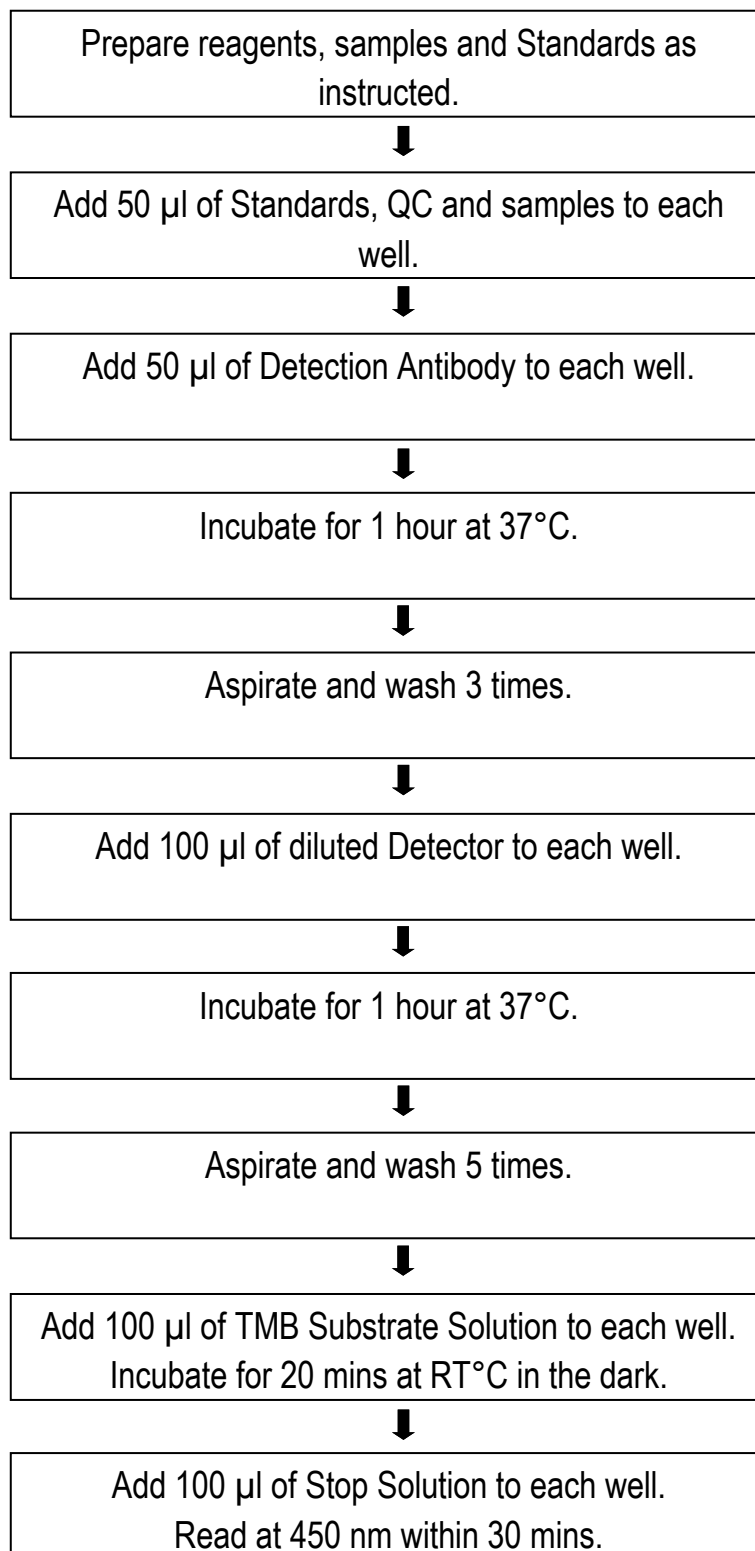 Prepare reagents, samples and Standards as
instructed.
Add 50 µl of Standards, QC and samples to each
well.
Add 50 µl of Detection Antibody to each well.
Incubate for 1 hour at 37°C.
Aspirate and wash 3 times.
Add 100 µl of diluted Detector to each well.
Incubate for 1 hour at 37°C.
Aspirate and wash 5 times.
Add 100 µl of TMB Substrate Solution to each well.
Incubate for 20 mins at RT°C in the dark.
Add 100 µl of Stop Solution to each well.
Read at 450 nm within 30 mins.